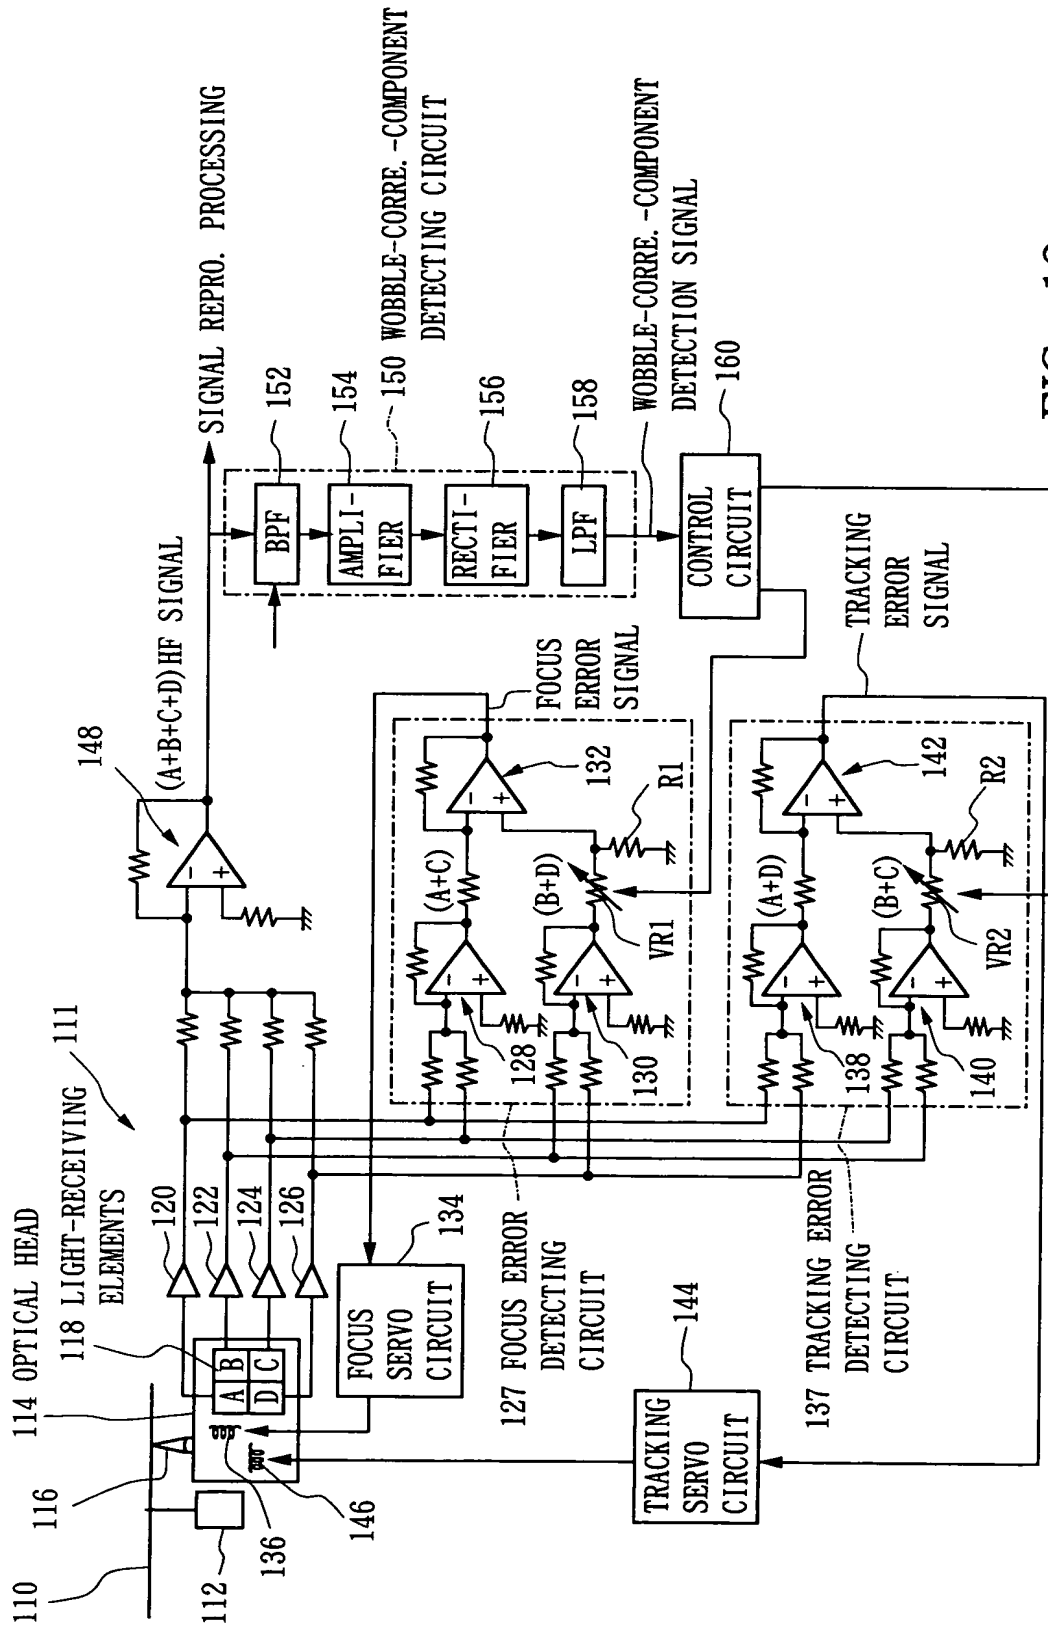 110
116
112
136
146
114 OPTICAL HEAD
118 LIGHT-RECEIVING
ELEMENTS
A
B
D
C
120
122
124
126
111
148
−
+
(A+B+C+D)HF SIGNAL
SIGNAL REPRO. PROCESSING
BPF
152
AMPLI-
FIER
154
150 WOBBLE-CORRE.-COMPONENT
DETECTING CIRCUIT
RECTI-
FIER
156
LPF
158
WOBBLE-CORRE.-COMPONENT
DETECTION SIGNAL
CONTROL
CIRCUIT
160
FOCUS
SERVO
CIRCUIT
134
127 FOCUS ERROR
DETECTING
CIRCUIT
128
−
+
130
−
+
(A+C)
(B+D)
VR1
R1
132
−
+
FOCUS
ERROR
SIGNAL
TRACKING
SERVO
CIRCUIT
144
137 TRACKING ERROR
DETECTING
CIRCUIT
138
−
+
140
−
+
(A+D)
(B+C)
VR2
R2
142
−
+
TRACKING
ERROR
SIGNAL